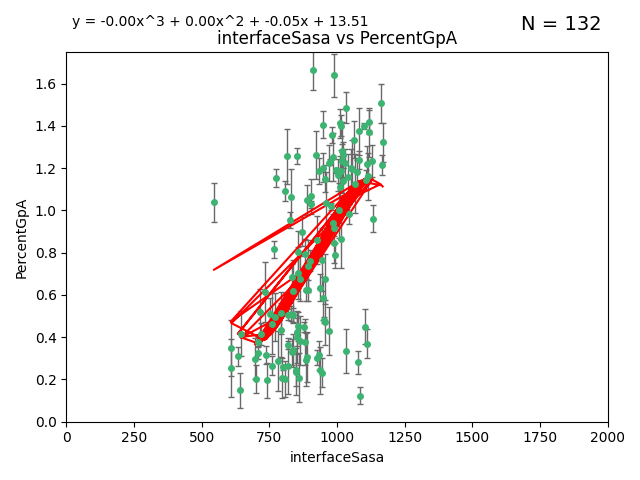 y = -0.00x^3 + 0.00x^2 + -0.05x + 13.51
N = 132
interfaceSasa vs PercentGpA
PercentGpA
1.6
1.4
1.2
1.0
0.8
0.6
0.4
0.2
0.0
0 250 500 750 1000 1250 1500 1750 2000
interfaceSasa